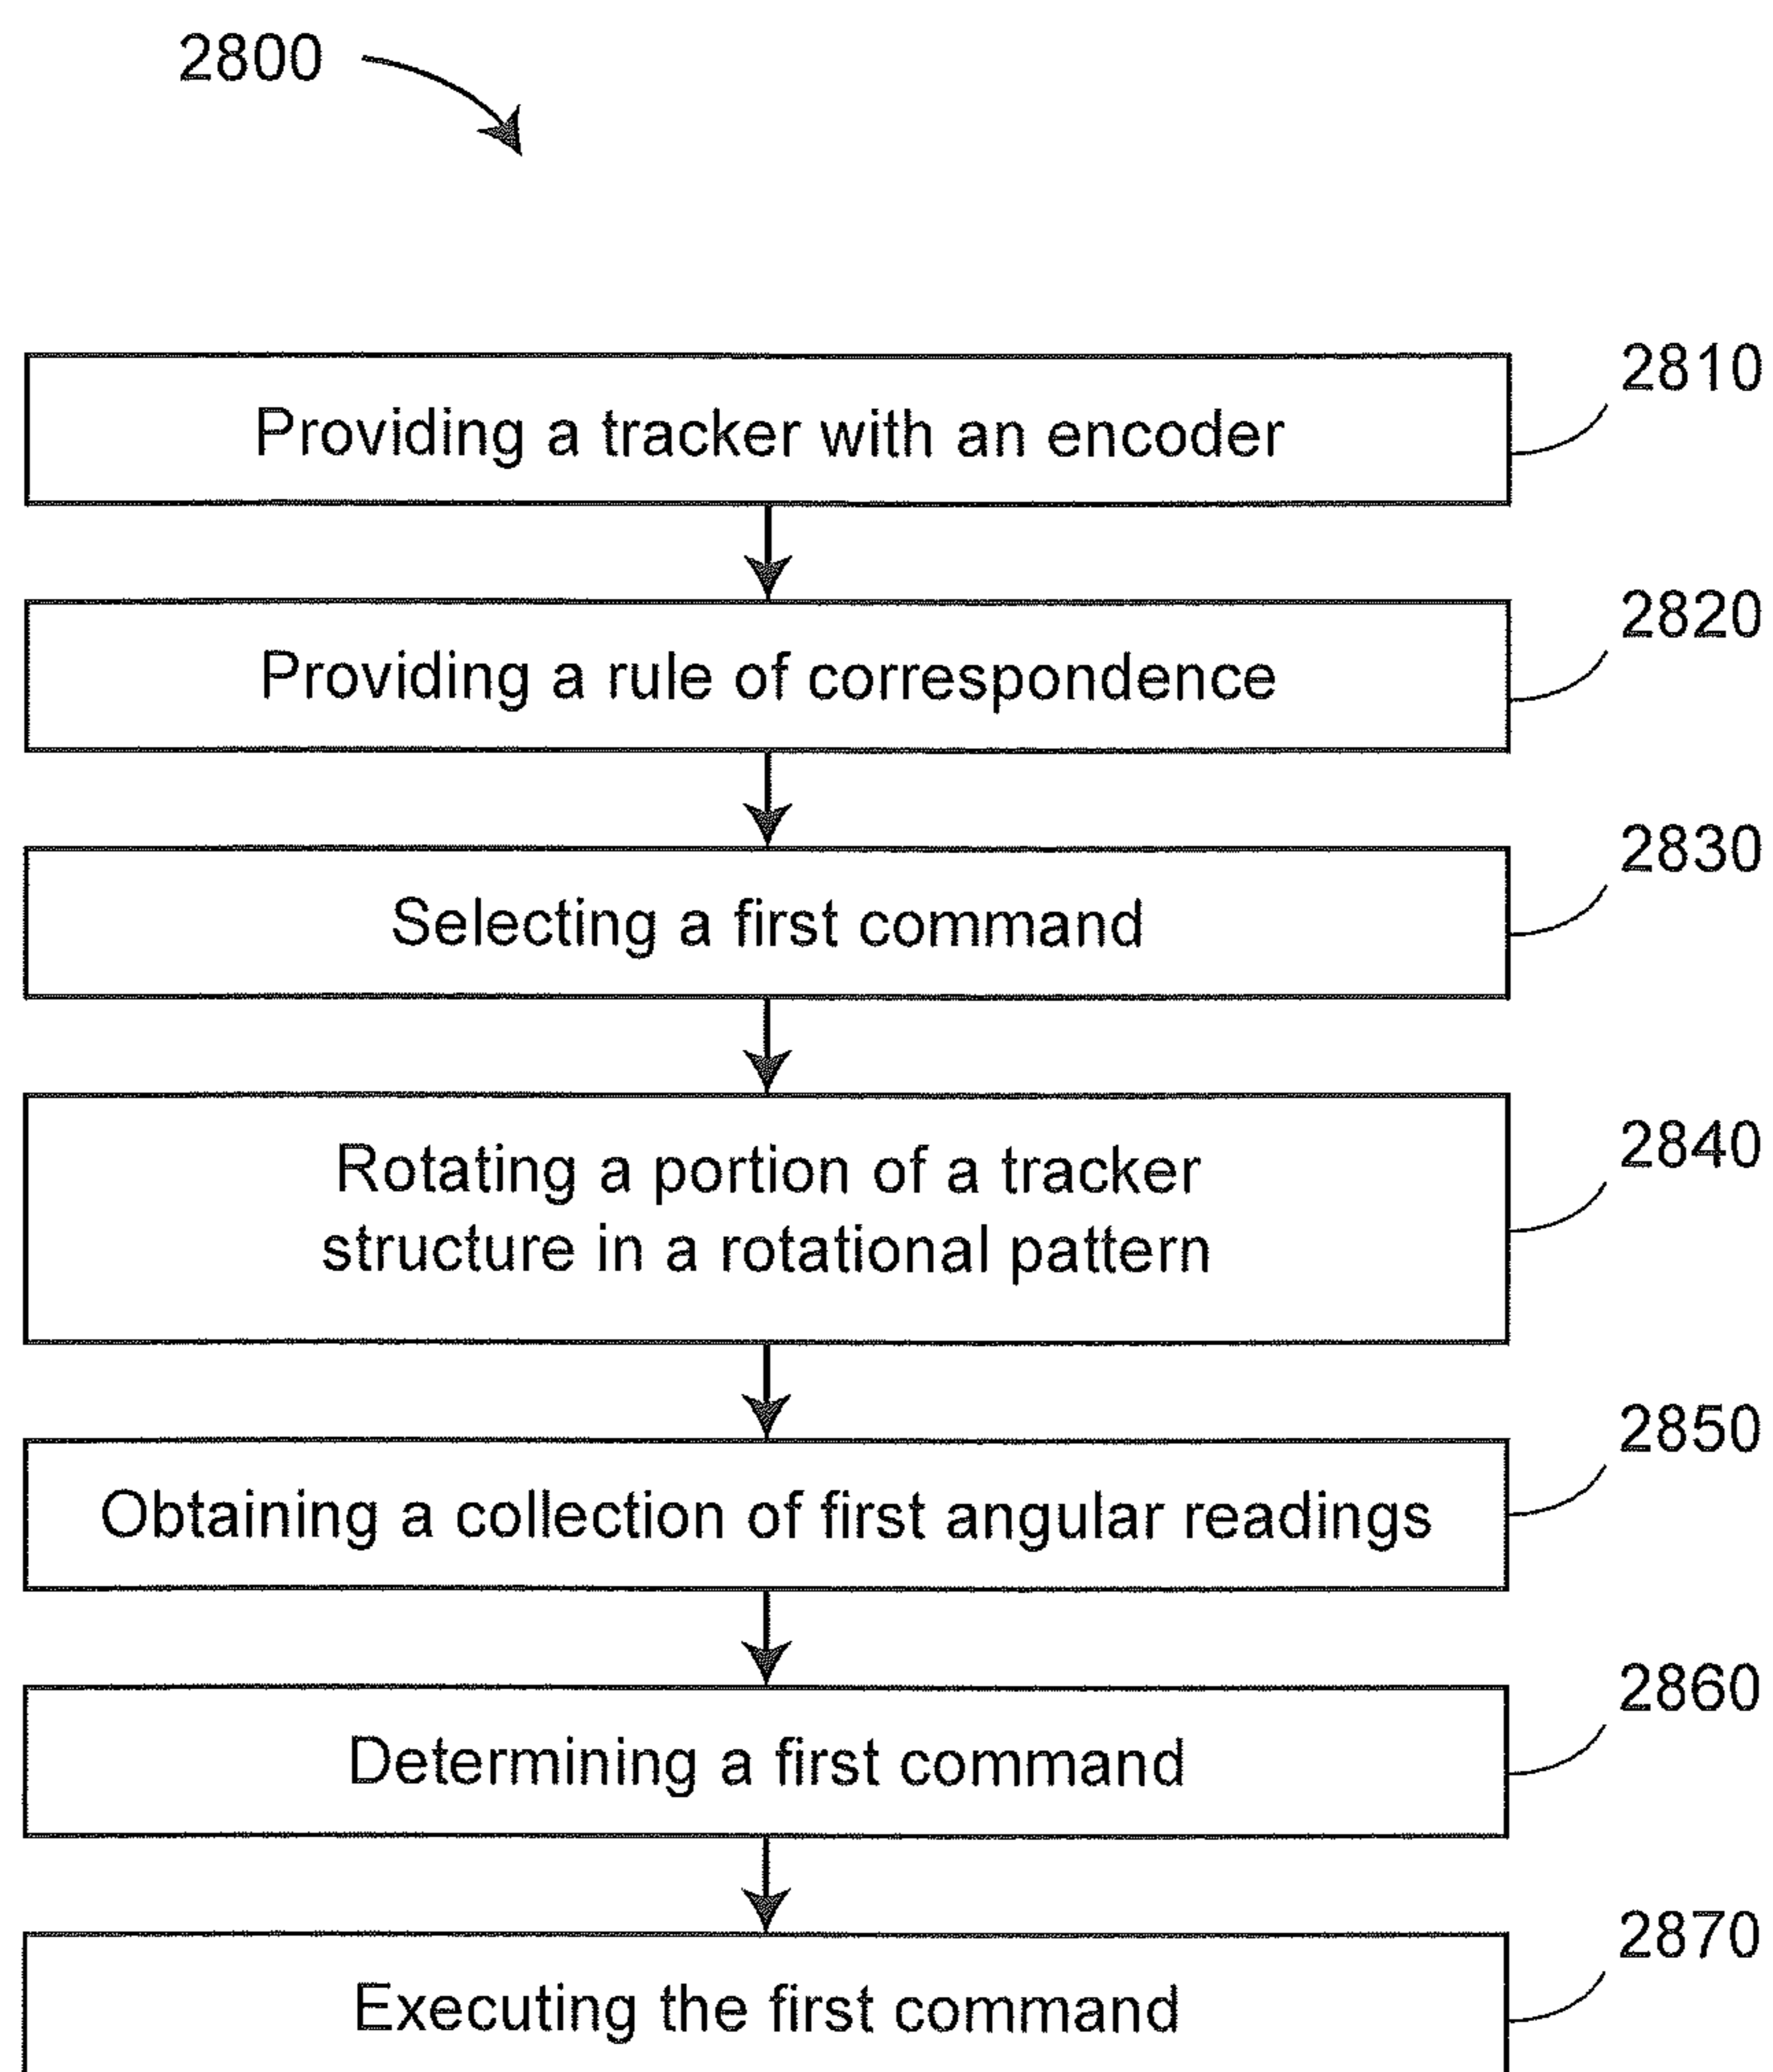 2800
2810
Providing a tracker with an encoder
2820
Providing a rule of correspondence
2830
Selecting a first command
2840
Rotating a portion of a tracker
structure in a rotational pattern
2850
Obtaining a collection of first angular readings
2860
Determining a first command
2870
Executing the first command